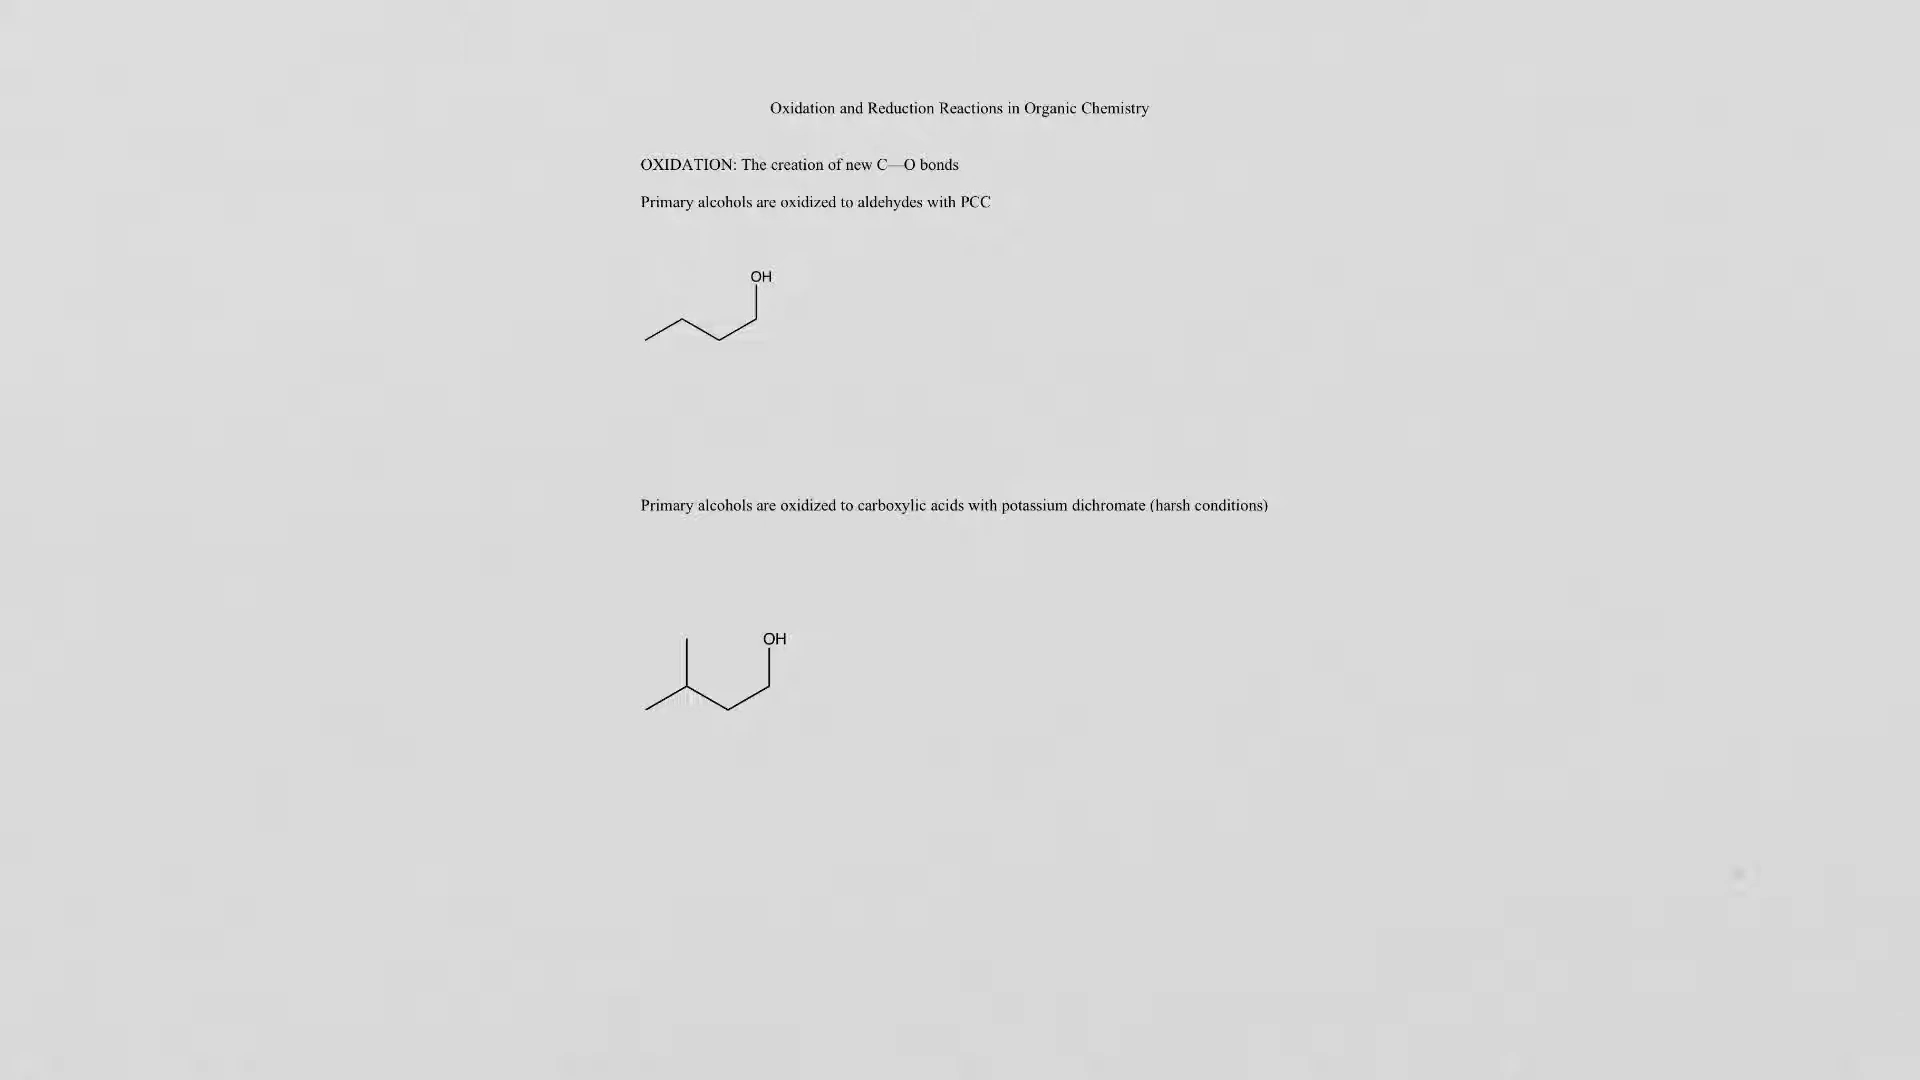 Oxidation and Reduction Reactions in Organic Chemistry
OXIDATION: The creation of new C—O bonds
Primary alcohols are oxidized to aldehydes with PCC
OH
Primary alcohols are oxidized to carboxylic acids with potassium dichromate (harsh conditions)
OH